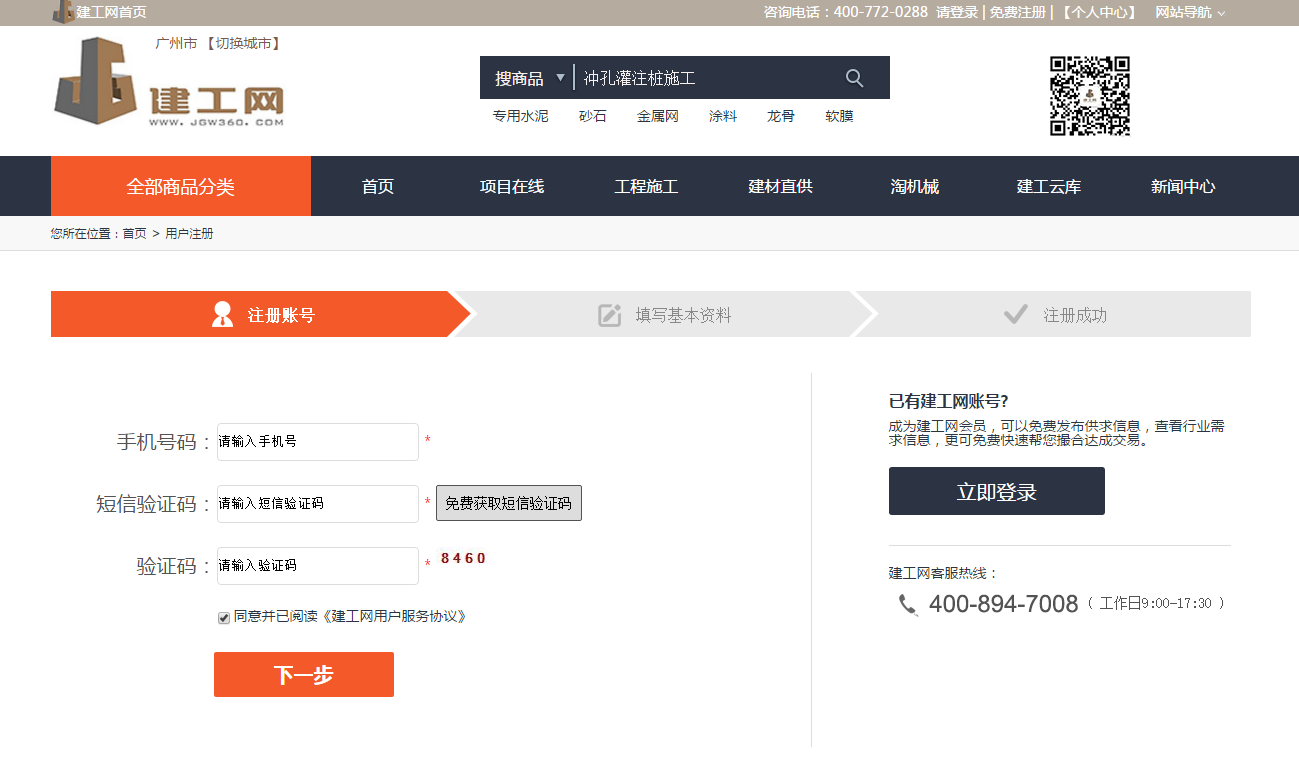 建工网首页 咨询电话：400-772-0288 请登录 | 免费注册 | 【个人中心】 网站导航
广州市 【切换城市】
建工网
WWW.JGW360.COM
搜商品 冲孔灌注桩施工
专用水泥 砂石 金属网 涂料 龙骨 软膜
全部商品分类 首页 项目在线 工程施工 建材直供 淘机械 建工云库 新闻中心
您所在位置：首页 > 用户注册
注册账号 填写基本资料 注册成功
手机号码： 请输入手机号 *
短信验证码： 请输入短信验证码 * 免费获取短信验证码
验证码： 请输入验证码 * 8460
同意并已阅读《建工网用户服务协议》
下一步
已有建工网账号?
成为建工网会员，可以免费发布供求信息，查看行业需
求信息，更可免费快速帮您撮合达成交易。
立即登录
建工网客服热线：
400-894-7008 （ 工作日9:00-17:30 ）